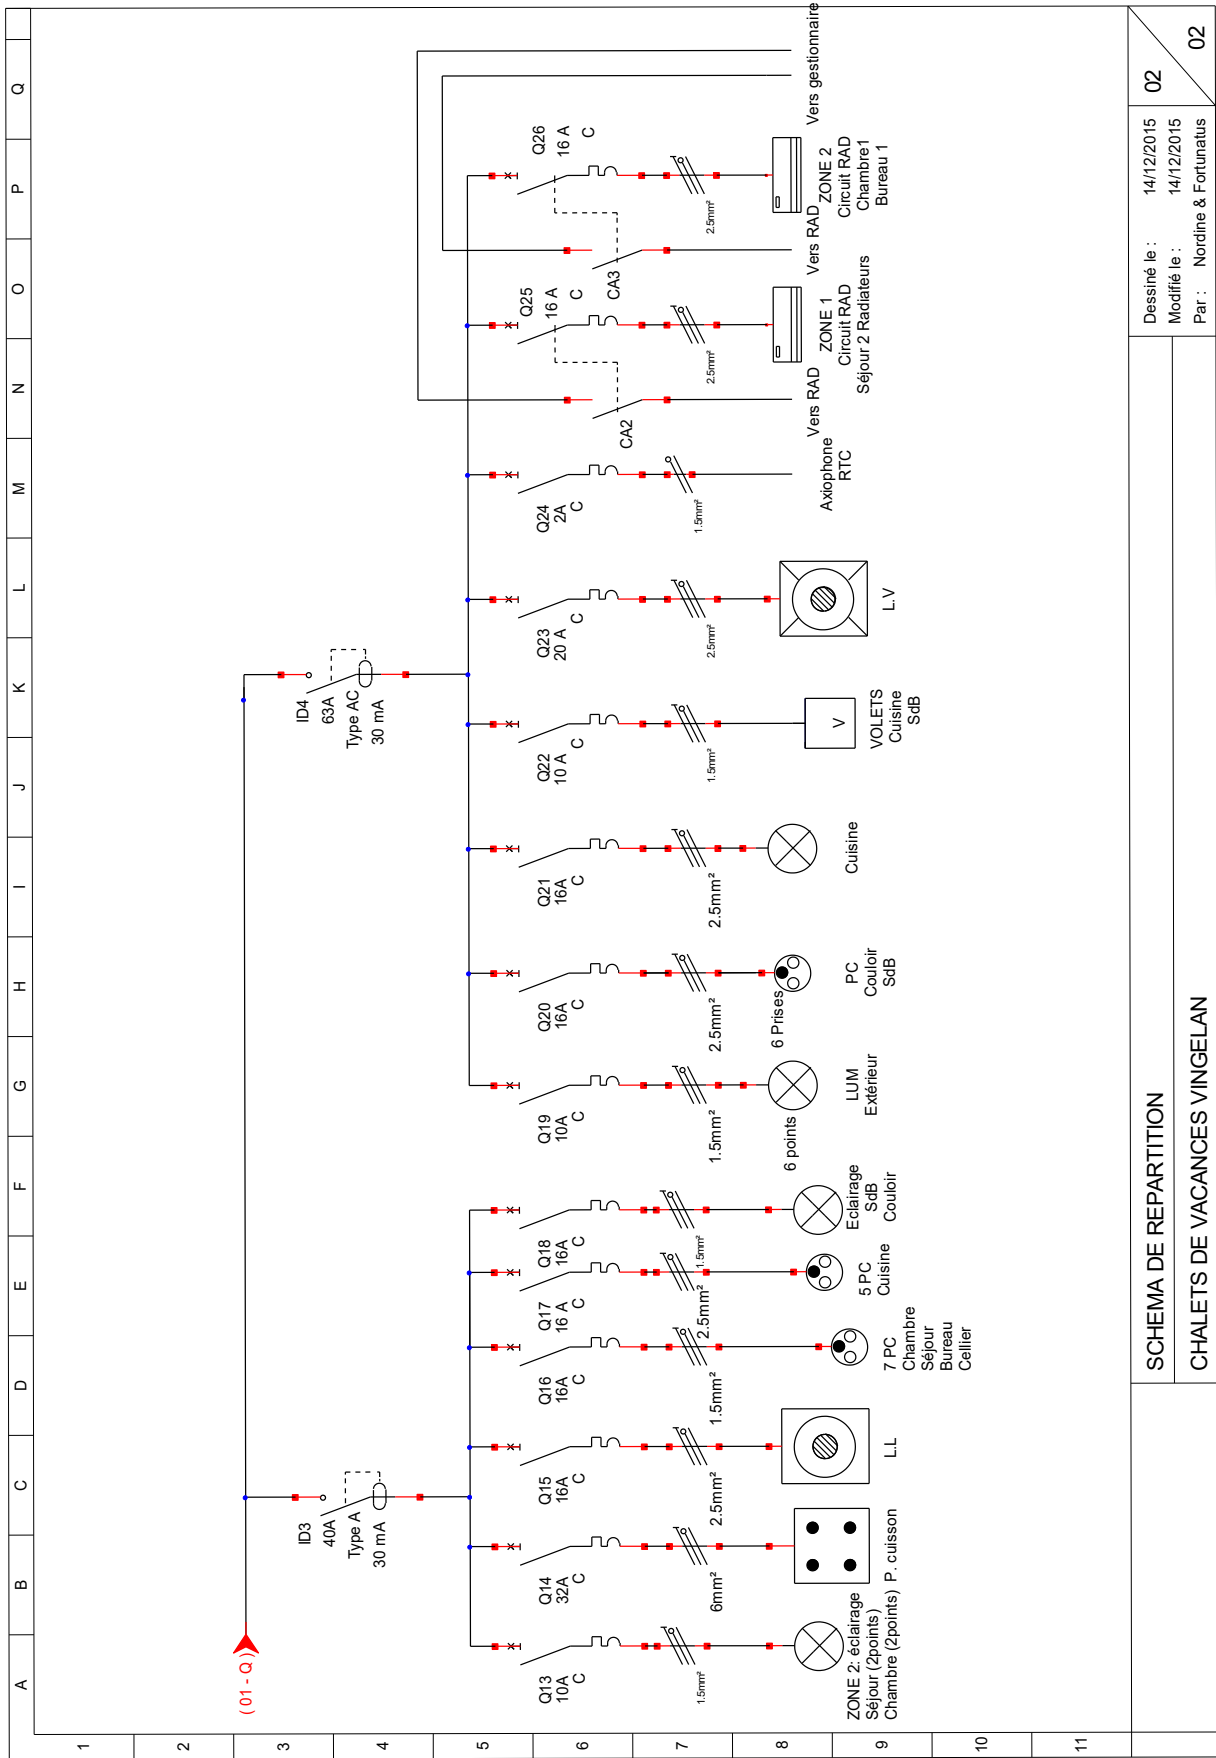 A B C D E F G H I J K L M N O P Q
1
2
3
4
5
6
7
8
9
10
11
( 01 - Q )
ID3
40A
Type A
30 mA
ID4
63A
Type AC
30 mA
Q13
10A
C
1.5mm²
ZONE 2: éclairage
Séjour (2points)
Chambre (2points)
Q14
32A
C
6mm²
P. cuisson
Q15
16A
C
2.5mm²
L.L
Q16
16A
C
1.5mm²
7 PC
Chambre
Séjour
Bureau
Cellier
Q17
16 A
C
2.5mm²
5 PC
Cuisine
Q18
16A
C
1.5mm²
Eclairage
SdB
Couloir
Q19
10A
C
1.5mm²
6 points
LUM
Extérieur
Q20
16A
C
2.5mm²
6 Prises
PC
Couloir
SdB
Q21
16A
C
2.5mm²
Cuisine
Q22
10 A
C
1.5mm²
V
VOLETS
Cuisine
SdB
Q23
20 A
C
2.5mm²
L.V
Q24
2A
C
1.5mm²
Axiophone
RTC
CA2
Vers RAD
Q25
16 A
C
2.5mm²
ZONE 1
Circuit RAD
Séjour 2 Radiateurs
CA3
Vers RAD
Q26
16 A
C
2.5mm²
ZONE 2
Circuit RAD
Chambre1
Bureau 1
Vers gestionnaire
SCHEMA DE REPARTITION
CHALETS DE VACANCES VINGELAN
Dessiné le : 14/12/2015
Modifié le : 14/12/2015
Par : Nordine & Fortunatus
02
02